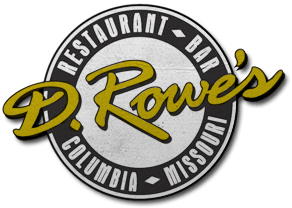 RESTAURANT ◆ BAR
D. Rowe's
COLUMBIA ◆ MISSOURI